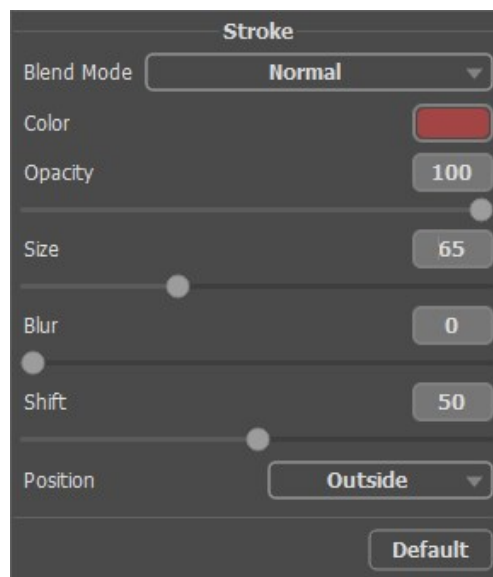 Stroke
Blend Mode Normal
Color
Opacity 100
Size 65
Blur 0
Shift 50
Position Outside
Default